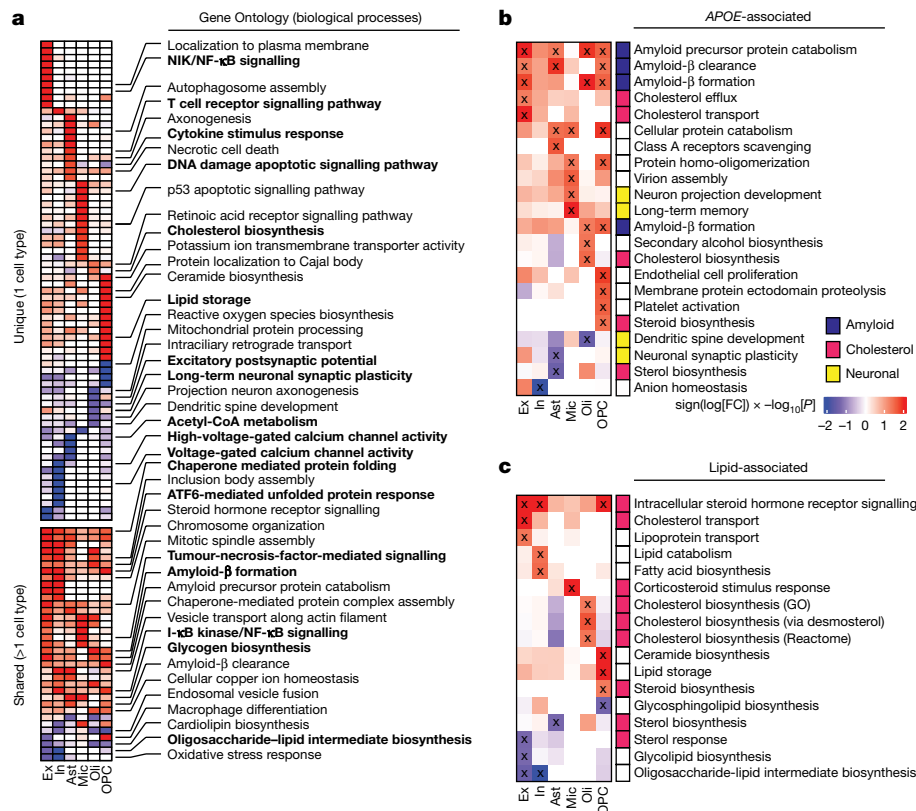 a
Gene Ontology (biological processes)
Unique (1 cell type)
Shared (>1 cell type)
Localization to plasma membrane
NIK/NF-κB signalling
Autophagosome assembly
T cell receptor signalling pathway
Axonogenesis
Cytokine stimulus response
Necrotic cell death
DNA damage apoptotic signalling pathway
p53 apoptotic signalling pathway
Retinoic acid receptor signalling pathway
Cholesterol biosynthesis
Potassium ion transmembrane transporter activity
Protein localization to Cajal body
Ceramide biosynthesis
Lipid storage
Reactive oxygen species biosynthesis
Mitochondrial protein processing
Intraciliary retrograde transport
Excitatory postsynaptic potential
Long-term neuronal synaptic plasticity
Projection neuron axonogenesis
Dendritic spine development
Acetyl-CoA metabolism
High-voltage-gated calcium channel activity
Voltage-gated calcium channel activity
Chaperone mediated protein folding
Inclusion body assembly
ATF6-mediated unfolded protein response
Steroid hormone receptor signalling
Chromosome organization
Mitotic spindle assembly
Tumour-necrosis-factor-mediated signalling
Amyloid-β formation
Amyloid precursor protein catabolism
Chaperone-mediated protein complex assembly
Vesicle transport along actin filament
I-κB kinase/NF-κB signalling
Glycogen biosynthesis
Amyloid-β clearance
Cellular copper ion homeostasis
Endosomal vesicle fusion
Macrophage differentiation
Cardiolipin biosynthesis
Oligosaccharide–lipid intermediate biosynthesis
Oxidative stress response
Ex In Ast Mic Oli OPC
b
APOE-associated
x x x x Amyloid precursor protein catabolism
x x x Amyloid-β clearance
x x x Amyloid-β formation
x Cholesterol efflux
x Cholesterol transport
x x x Cellular protein catabolism
x Class A receptors scavenging
x x Protein homo-oligomerization
x Virion assembly
x Neuron projection development
x Long-term memory
x x Amyloid-β formation
x Secondary alcohol biosynthesis
x Cholesterol biosynthesis
x Endothelial cell proliferation
x Membrane protein ectodomain proteolysis
x Platelet activation
x Steroid biosynthesis
x Dendritic spine development
x Neuronal synaptic plasticity
x Sterol biosynthesis
x Anion homeostasis
Ex In Ast Mic Oli OPC
Amyloid
Cholesterol
Neuronal
sign(log[FC]) × −log10[P]
−2 −1 0 1 2
c
Lipid-associated
x x x Intracellular steroid hormone receptor signalling
x Cholesterol transport
x Lipoprotein transport
x Lipid catabolism
x Fatty acid biosynthesis
x Corticosteroid stimulus response
x Cholesterol biosynthesis (GO)
x Cholesterol biosynthesis (via desmosterol)
x Cholesterol biosynthesis (Reactome)
x Ceramide biosynthesis
x Lipid storage
x Steroid biosynthesis
x Glycosphingolipid biosynthesis
x Sterol biosynthesis
x Sterol response
x Glycolipid biosynthesis
x x Oligosaccharide-lipid intermediate biosynthesis
Ex In Ast Mic Oli OPC